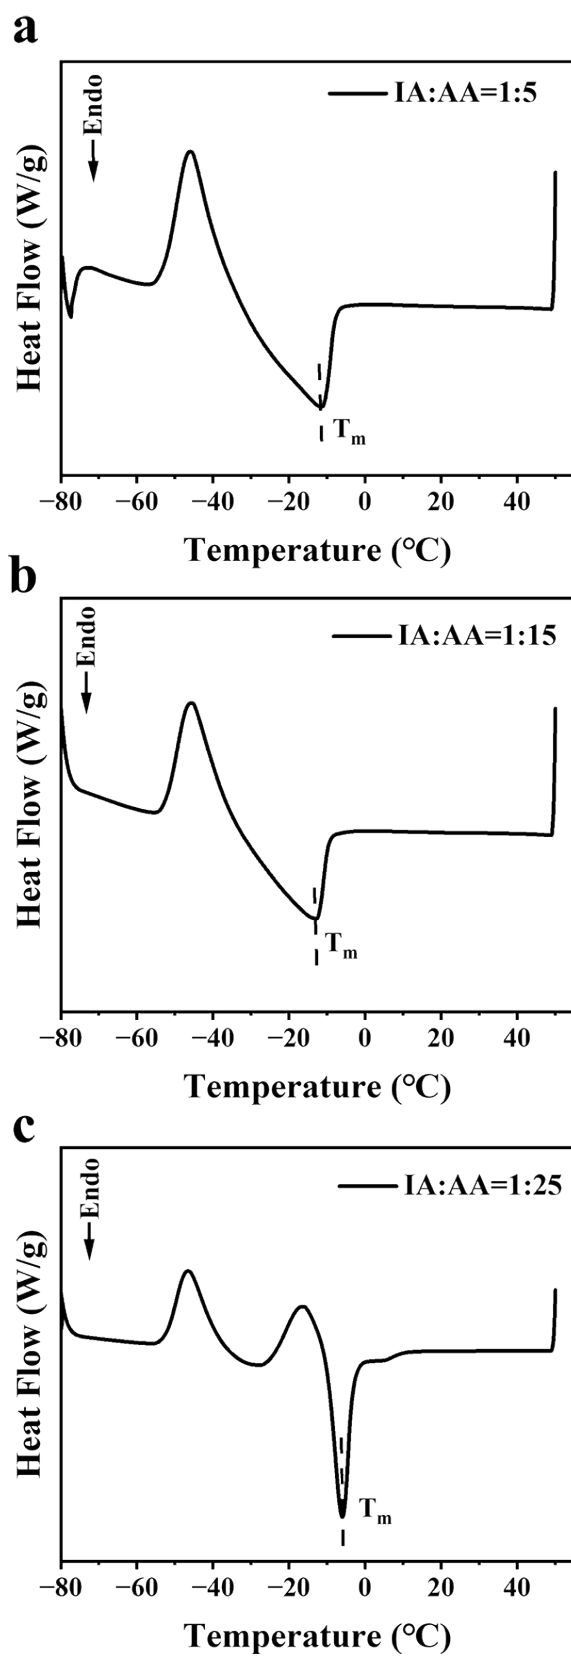 a
Endo
IA:AA=1:5
Heat Flow (W/g)
Tm
−80 −60 −40 −20 0 20 40
Temperature (°C)
b
Endo
IA:AA=1:15
Heat Flow (W/g)
Tm
−80 −60 −40 −20 0 20 40
Temperature (°C)
c
Endo
IA:AA=1:25
Heat Flow (W/g)
Tm
−80 −60 −40 −20 0 20 40
Temperature (°C)